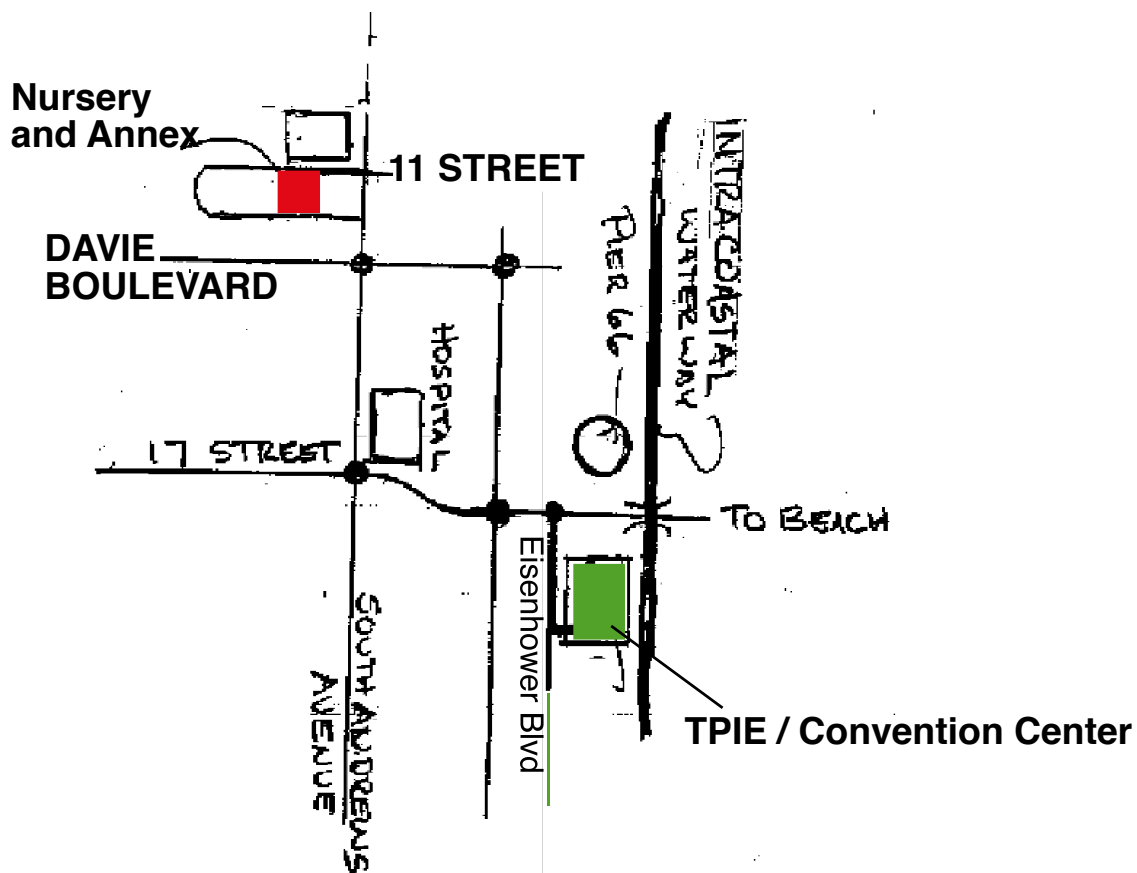 Nursery
and Annex
11 STREET
DAVIE
BOULEVARD
INTRACOASTAL
WATERWAY
PIER 66
HOSPITAL
17 STREET
TO BEACH
Eisenhower Blvd
SOUTH ANDREWS
AVENUE
TPIE / Convention Center